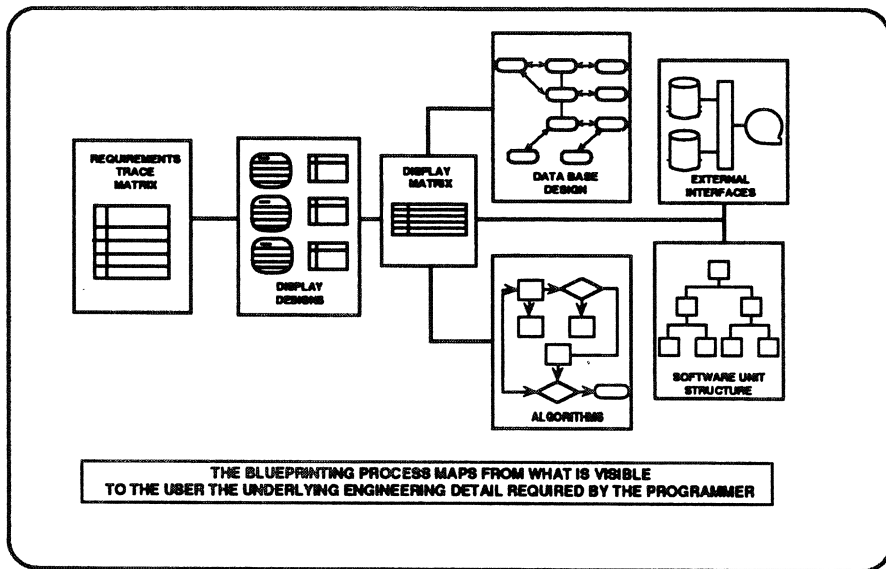 REQUIREMENTS
TRACE
MATRIX
DISPLAY
DESIGNS
DISPLAY
MATRIX
DATA BASE
DESIGN
ALGORITHMS
EXTERNAL
INTERFACES
SOFTWARE UNIT
STRUCTURE
THE BLUEPRINTING PROCESS MAPS FROM WHAT IS VISIBLE
TO THE USER THE UNDERLYING ENGINEERING DETAIL REQUIRED BY THE PROGRAMMER